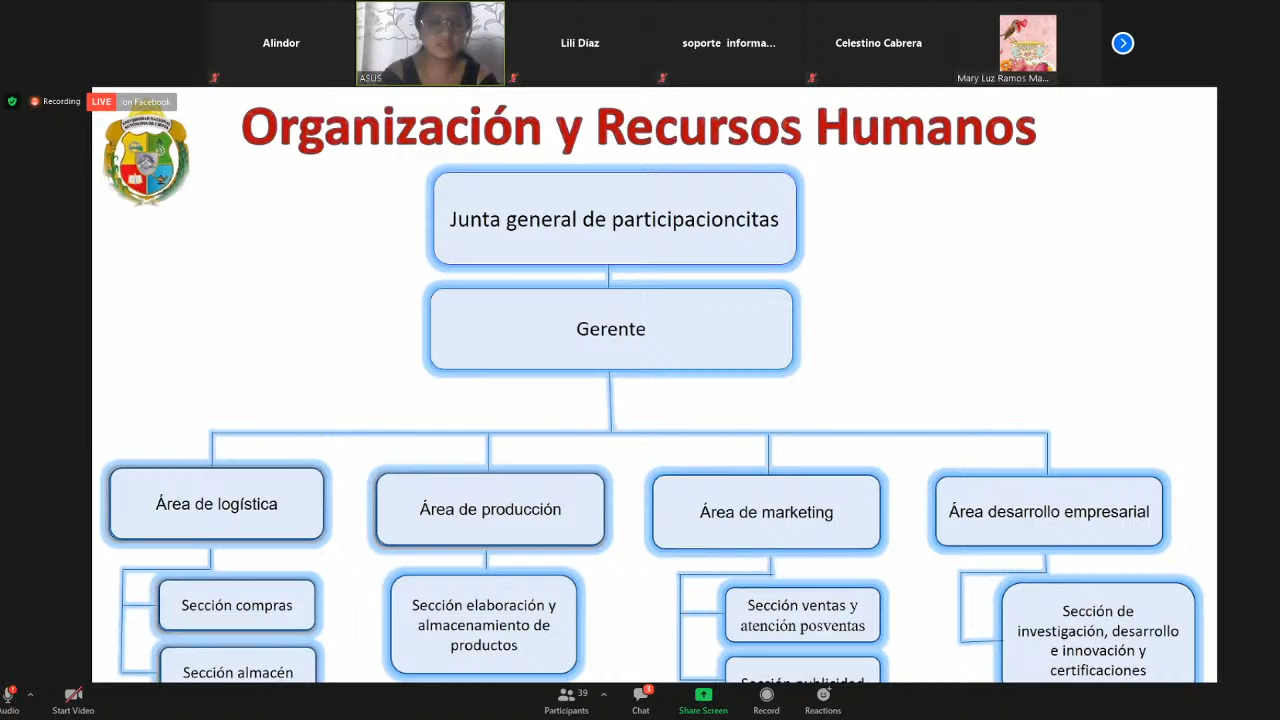 Alindor
ASUS
Lili Díaz
soporte informa...
Celestino Cabrera
Mary Luz Ramos Ma...
Recording
LIVE
on Facebook
Organización y Recursos Humanos
Junta general de participacioncitas
Gerente
Área de logística
Área de producción
Área de marketing
Área desarrollo empresarial
Sección compras
Sección almacén
Sección elaboración y
almacenamiento de
productos
Sección ventas y
atención posventas
Sección publicidad
Sección de
investigación, desarrollo
e innovación y
certificaciones
Audio
Start Video
Participants
39
Chat
3
Share Screen
Record
Reactions